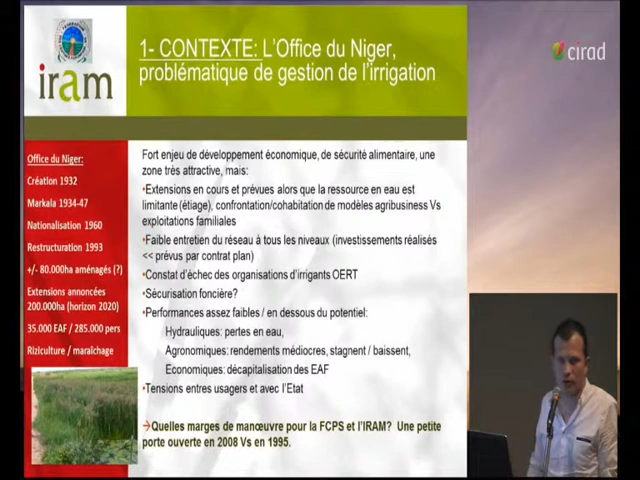 iram
1- CONTEXTE: L'Office du Niger,
problématique de gestion de l'irrigation
cirad
Office du Niger:
Création 1932
Markala 1934-47
Nationalisation 1960
Restructuration 1993
+/- 80.000ha aménagés (?)
Extensions annoncées
200.000ha (horizon 2020)
35.000 EAF / 285.000 pers
Riziculture / maraîchage
Fort enjeu de développement économique, de sécurité alimentaire, une
zone très attractive, mais:
•Extensions en cours et prévues alors que la ressource en eau est
limitante (étiage), confrontation/cohabitation de modèles agribusiness Vs
exploitations familiales
•Faible entretien du réseau à tous les niveaux (investissements réalisés
<< prévus par contrat plan)
•Constat d'échec des organisations d'irrigants OERT
•Sécurisation foncière?
•Performances assez faibles / en dessous du potentiel:
Hydrauliques: pertes en eau,
Agronomiques: rendements médiocres, stagnent / baissent,
Economiques: décapitalisation des EAF
•Tensions entres usagers et avec l'Etat
→Quelles marges de manœuvre pour la FCPS et l'IRAM? Une petite
porte ouverte en 2008 Vs en 1995.